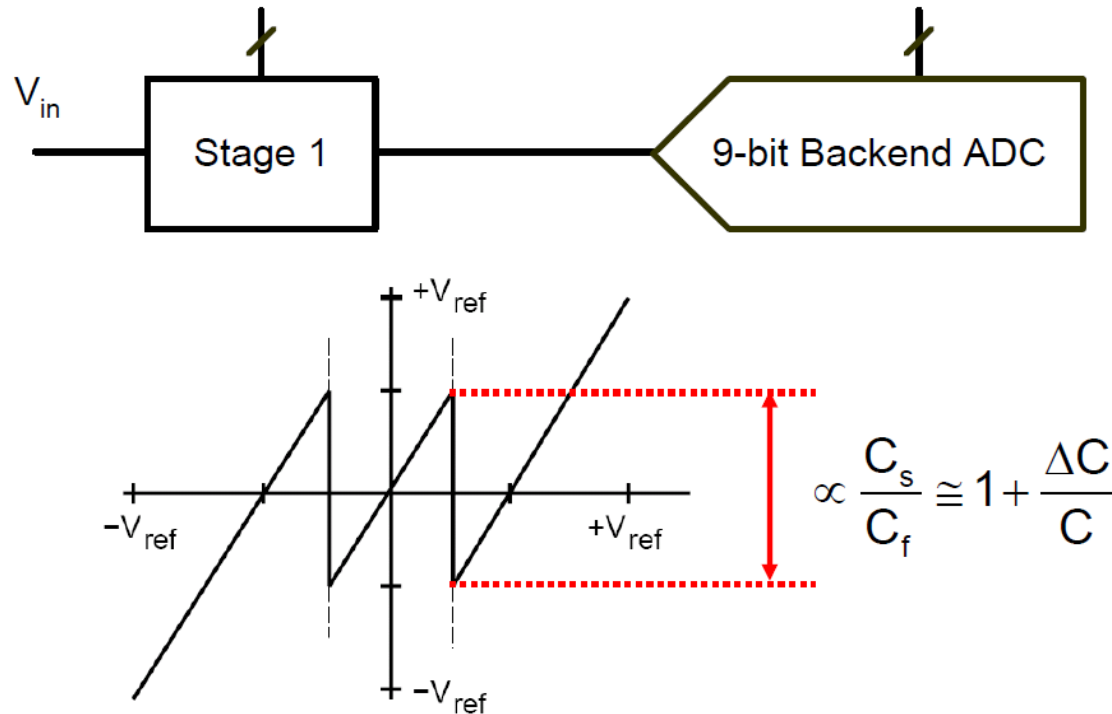 V_in
Stage 1
9-bit Backend ADC
+V_ref
−V_ref
+V_ref
−V_ref
∝ C_s/C_f ≅ 1 + ΔC/C